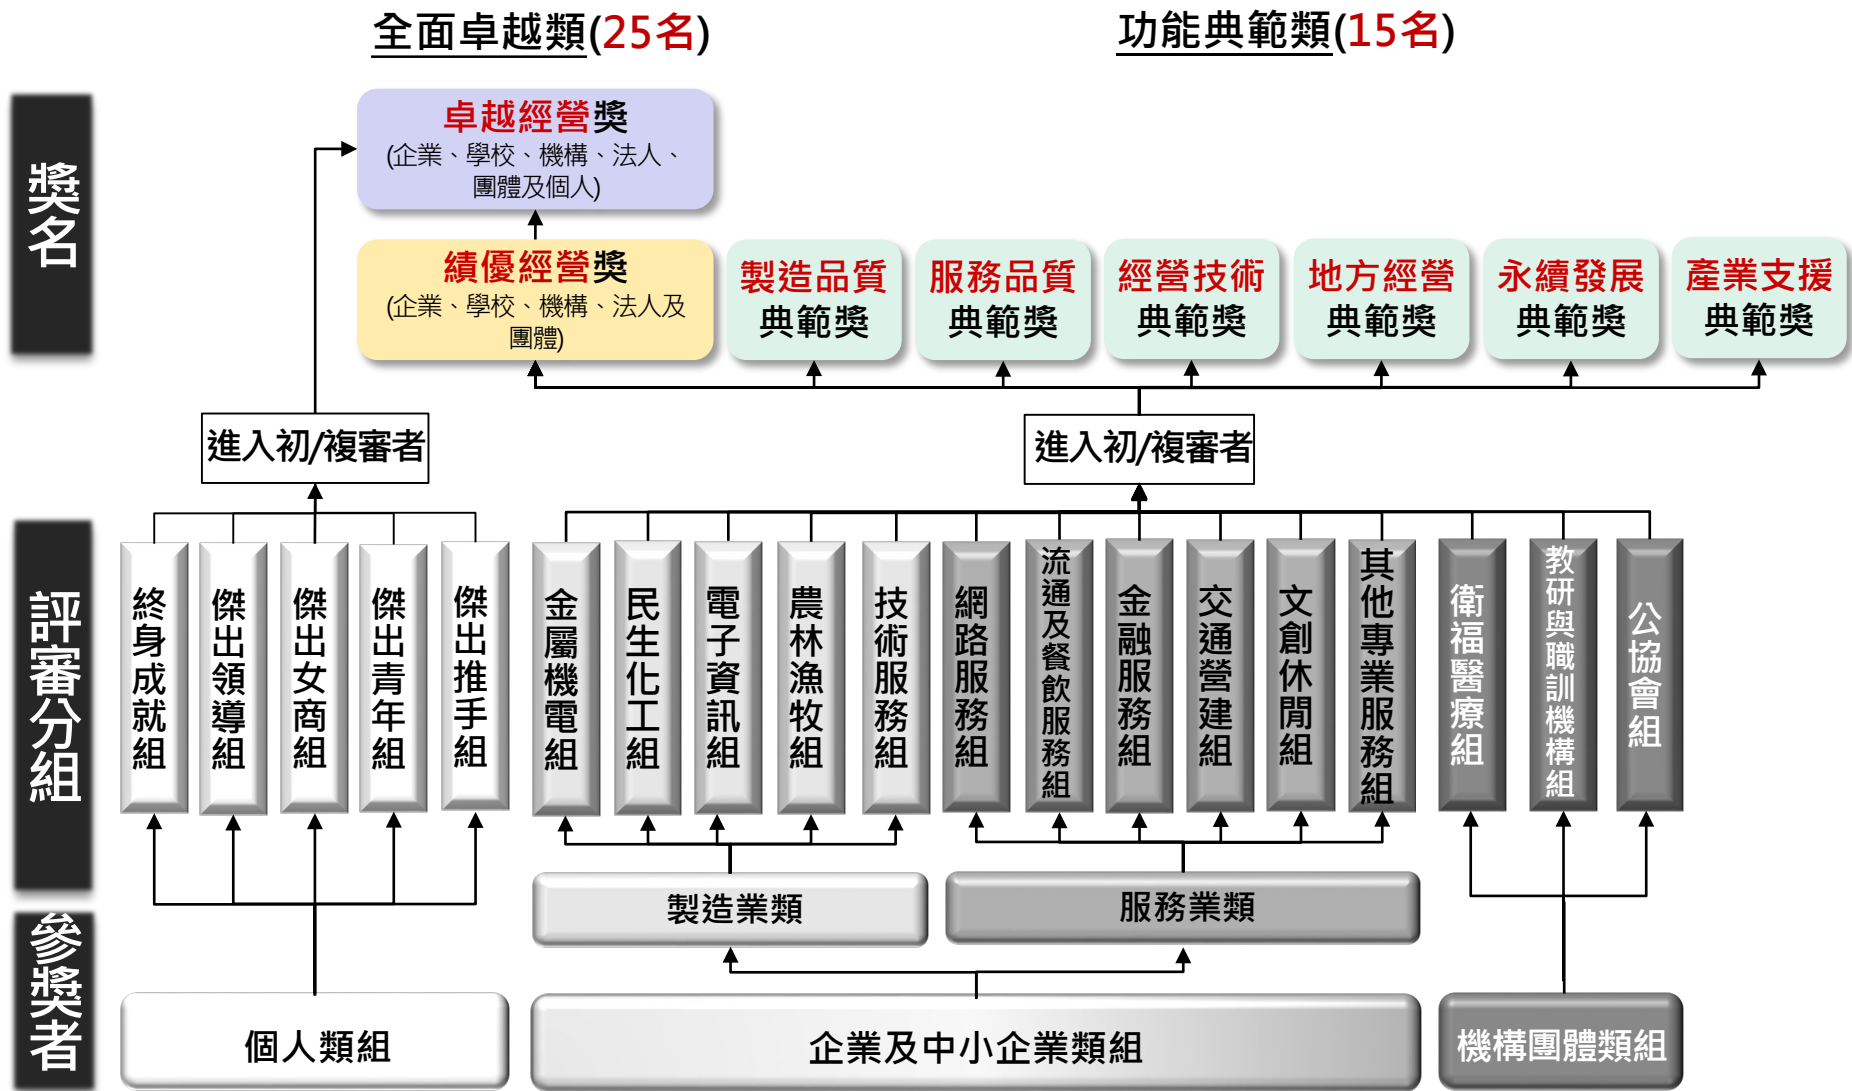 全面卓越類(25名)
功能典範類(15名)
獎名
卓越經營獎
(企業、學校、機構、法人、
團體及個人)
績優經營獎
(企業、學校、機構、法人及
團體)
製造品質
典範獎
服務品質
典範獎
經營技術
典範獎
地方經營
典範獎
永續發展
典範獎
產業支援
典範獎
進入初/複審者
進入初/複審者
評審分組
終身成就組
傑出領導組
傑出女商組
傑出青年組
傑出推手組
金屬機電組
民生化工組
電子資訊組
農林漁牧組
技術服務組
網路服務組
流通及餐飲服務組
金融服務組
交通營建組
文創休閒組
其他專業服務組
衛福醫療組
教研與職訓機構組
公協會組
製造業類
服務業類
參獎者
個人類組
企業及中小企業類組
機構團體類組